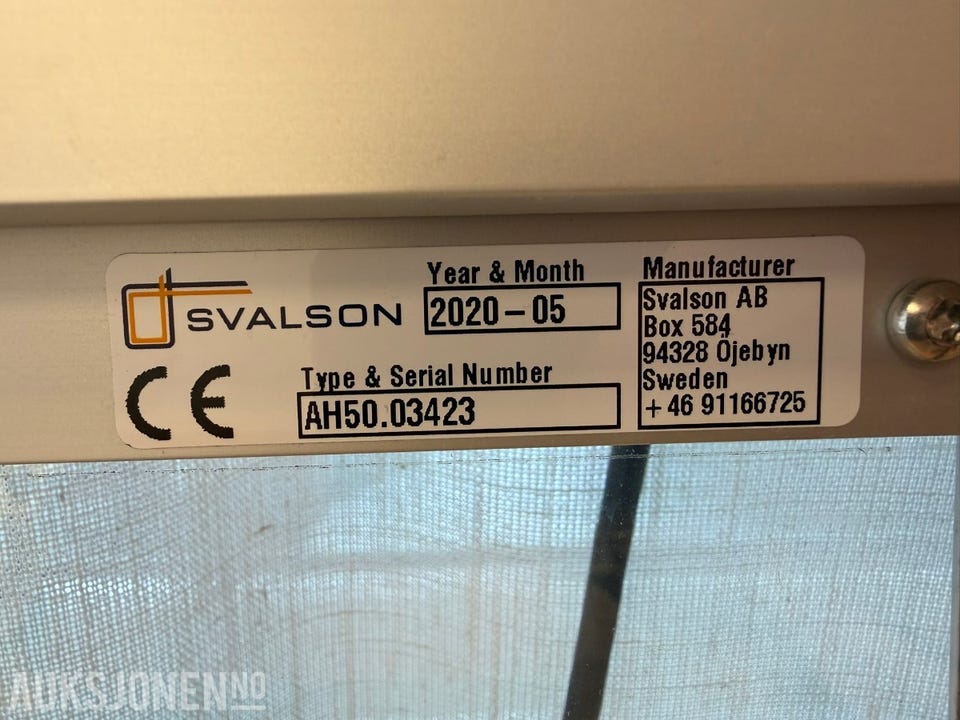 SVALSON
Year & Month
2020-05
Type & Serial Number
AH50.03423
CE
Manufacturer
Svalson AB
Box 584
94328 Öjebyn
Sweden
+46 91166725
AUKSJONEN.NO